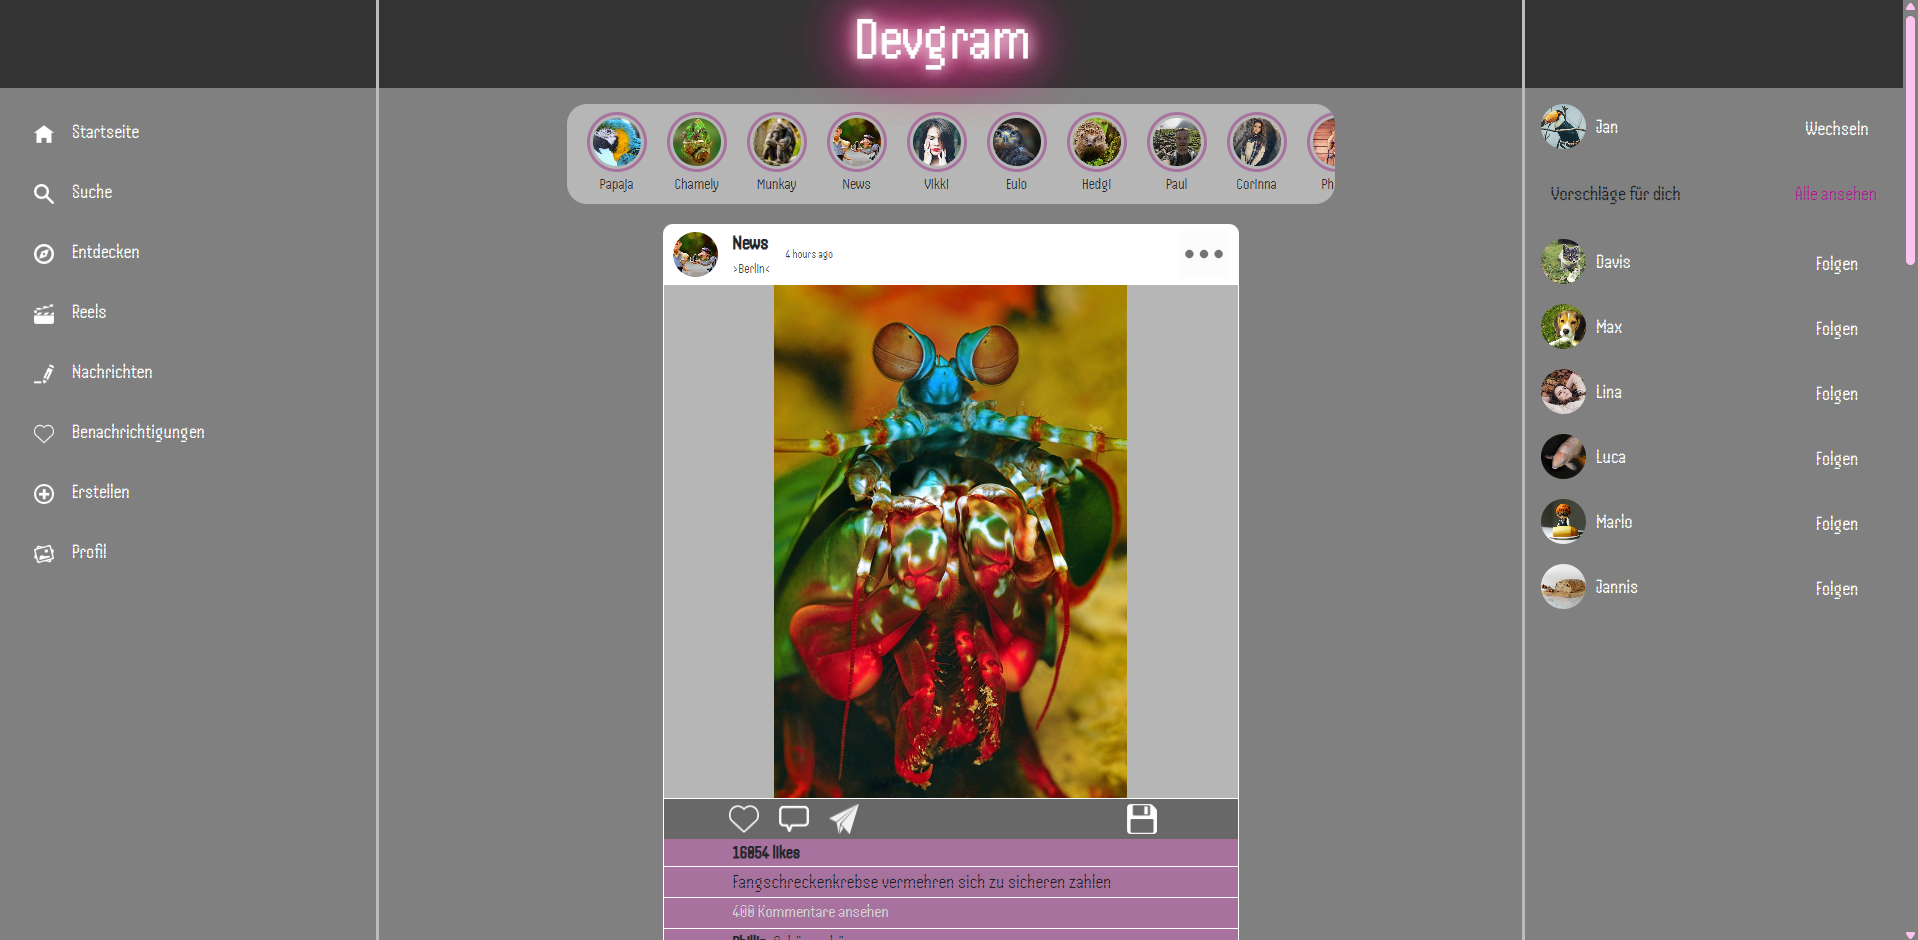 Devgram
Startseite
Suche
Entdecken
Reels
Nachrichten
Benachrichtigungen
Erstellen
Profil
Papaja
Chamely
Munkay
News
Vikki
Eulo
Hedgi
Paul
Corinna
Ph
News
4 hours ago
>Berlin<
16054 likes
Fangschreckenkrebse vermehren sich zu sicheren zahlen
400 Kommentare ansehen
Jan
Wechseln
Vorschläge für dich
Alle ansehen
Davis
Folgen
Max
Folgen
Lina
Folgen
Luca
Folgen
Mario
Folgen
Jannis
Folgen